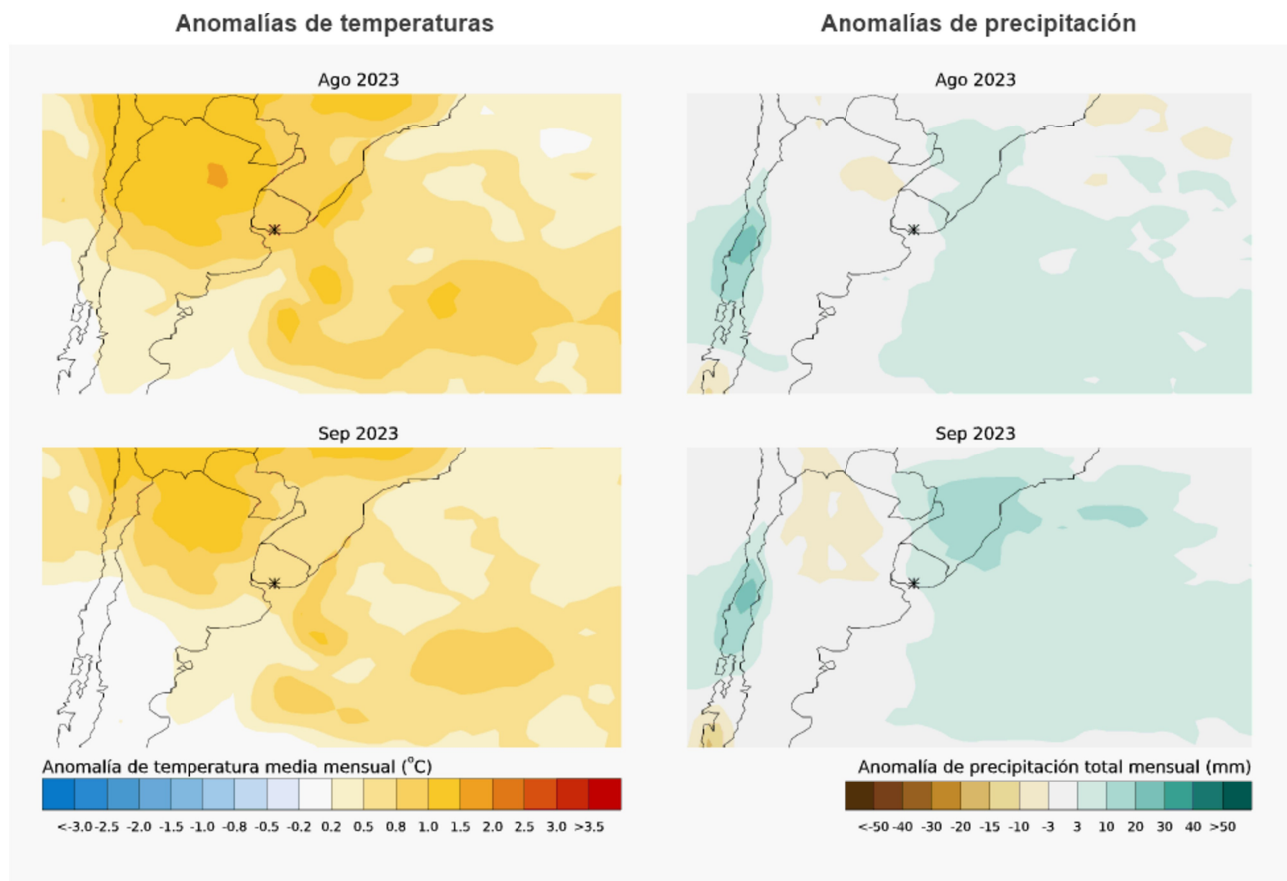 Anomalías de temperaturas
Anomalías de precipitación
Ago 2023
Ago 2023
Sep 2023
Sep 2023
Anomalía de temperatura media mensual (°C)
<-3.0 -2.5 -2.0 -1.5 -1.0 -0.8 -0.5 -0.2 0.2 0.5 0.8 1.0 1.5 2.0 2.5 3.0 >3.5
Anomalía de precipitación total mensual (mm)
<-50 -40 -30 -20 -15 -10 -3 3 10 20 30 40 >50